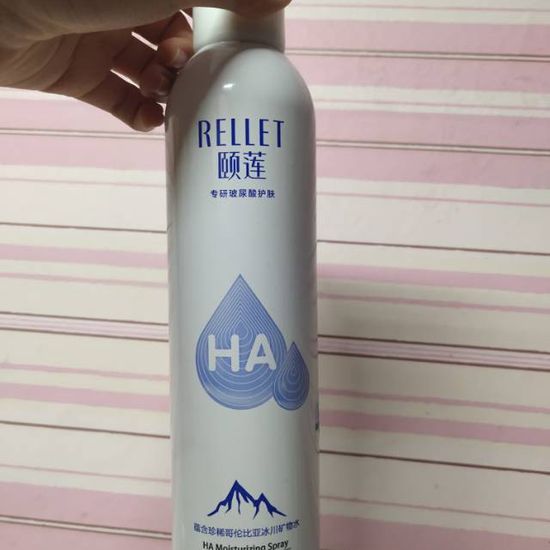 RELLET
颐莲
专研玻尿酸护肤
HA
蕴含珍稀哥伦比亚冰川矿物水
HA Moisturizing Spray